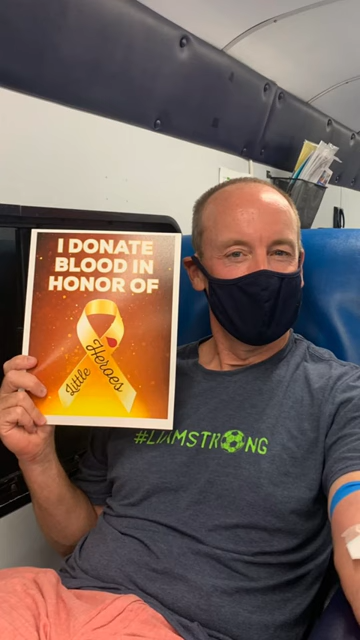 I DONATE
BLOOD IN
HONOR OF
Little Heroes
#LIAMSTRONG